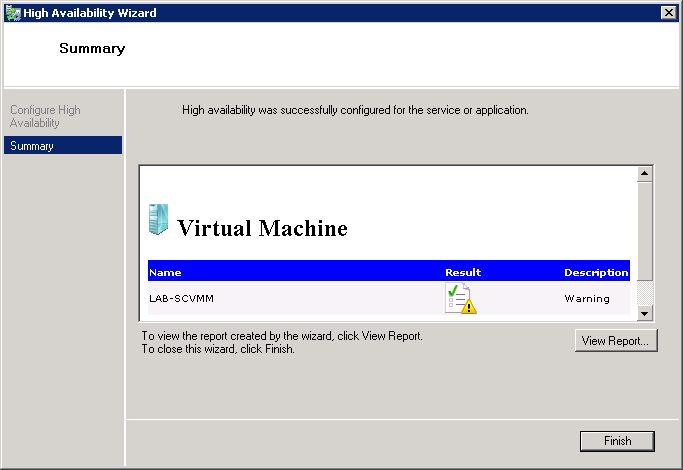 High Availability Wizard
Summary
Configure High
Availability
Summary
High availability was successfully configured for the service or application.
Virtual Machine
Name Result Description
LAB-SCVMM Warning
To view the report created by the wizard, click View Report.
To close this wizard, click Finish.
View Report...
Finish